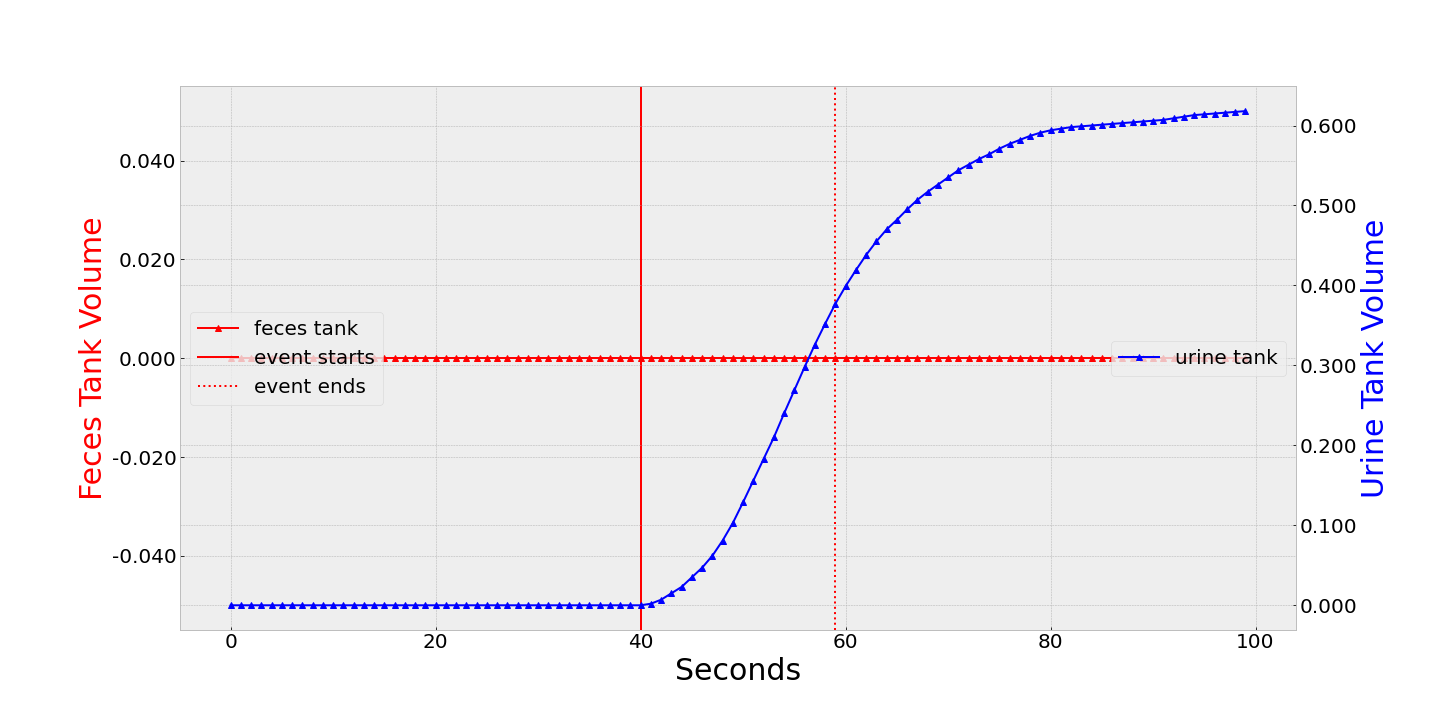 Feces Tank Volume
0.040
0.020
0.000
-0.020
-0.040
feces tank
event starts
event ends
urine tank
0.600
0.500
0.400
0.300
0.200
0.100
0.000
Urine Tank Volume
0 20 40 60 80 100
Seconds